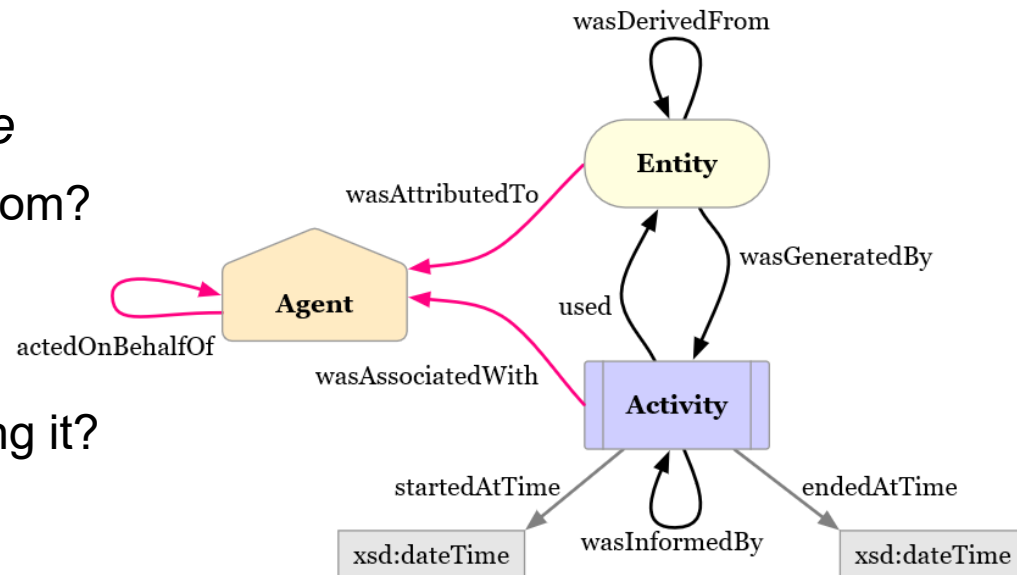 e
om?
ng it?
wasDerivedFrom
Entity
wasAttributedTo
wasGeneratedBy
Agent
used
actedOnBehalfOf
wasAssociatedWith
Activity
startedAtTime
endedAtTime
wasInformedBy
xsd:dateTime
xsd:dateTime